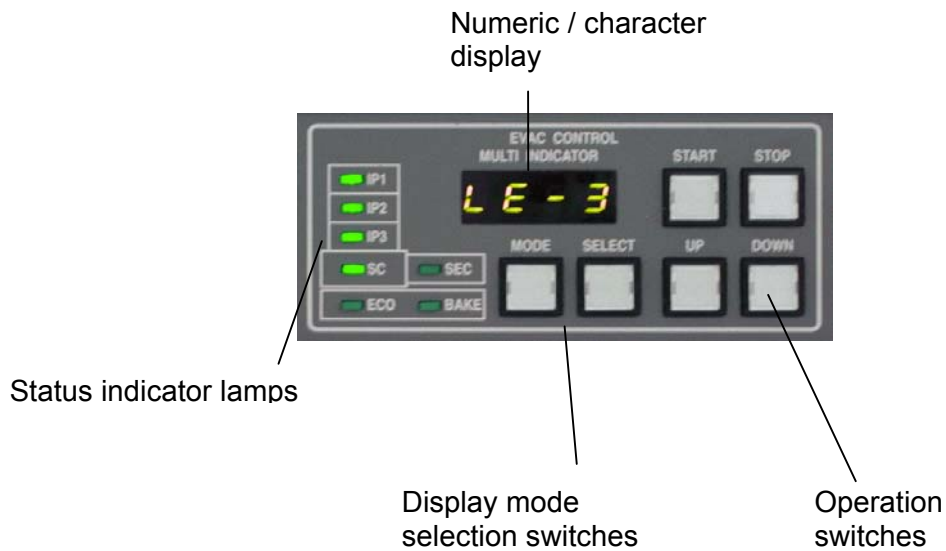 Numeric / character
display
EVAC CONTROL
MULTI INDICATOR
START STOP
IP1
LE-3
IP2
IP3
MODE SELECT UP DOWN
SC SEC
ECO BAKE
Status indicator lamps
Display mode
selection switches
Operation
switches